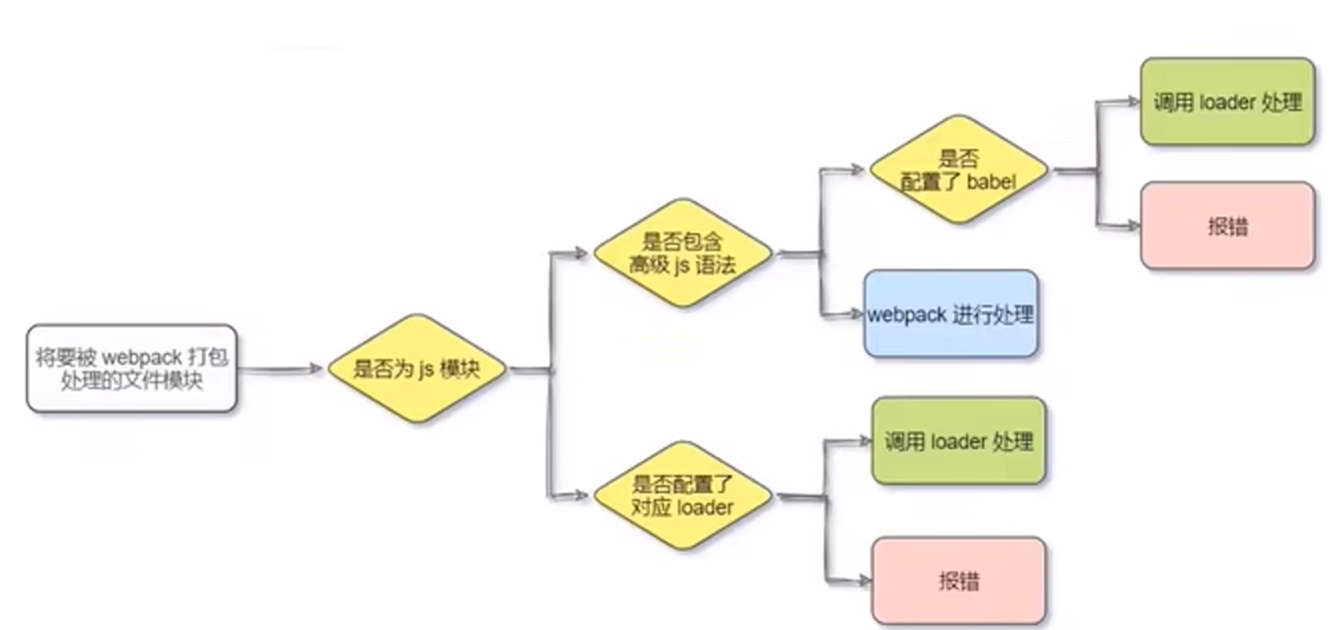 将要被 webpack 打包
处理的文件模块
是否为 js 模块
是否包含
高级 js 语法
是否
配置了 babel
调用 loader 处理
报错
webpack 进行处理
是否配置了
对应 loader
调用 loader 处理
报错